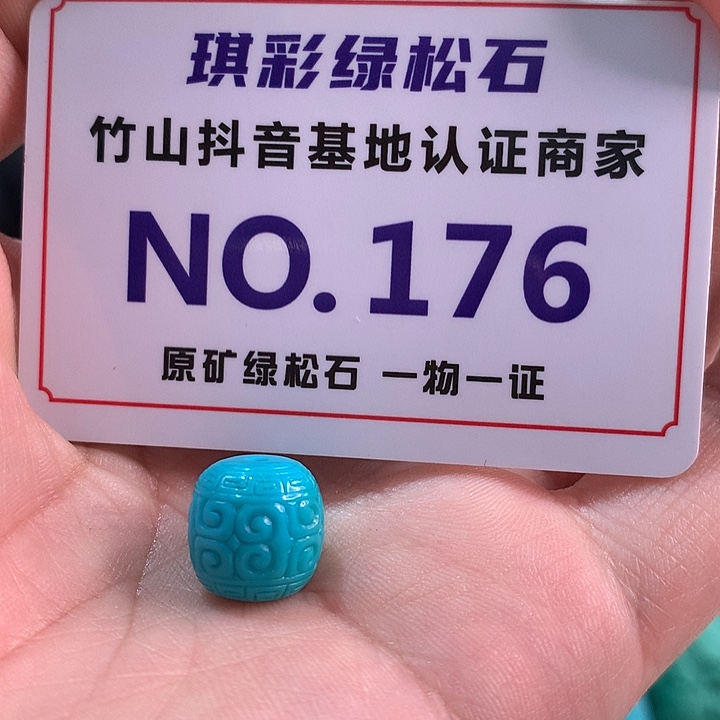 琪彩绿松石
竹山抖音基地认证商家
NO.176
原矿绿松石 一物一证